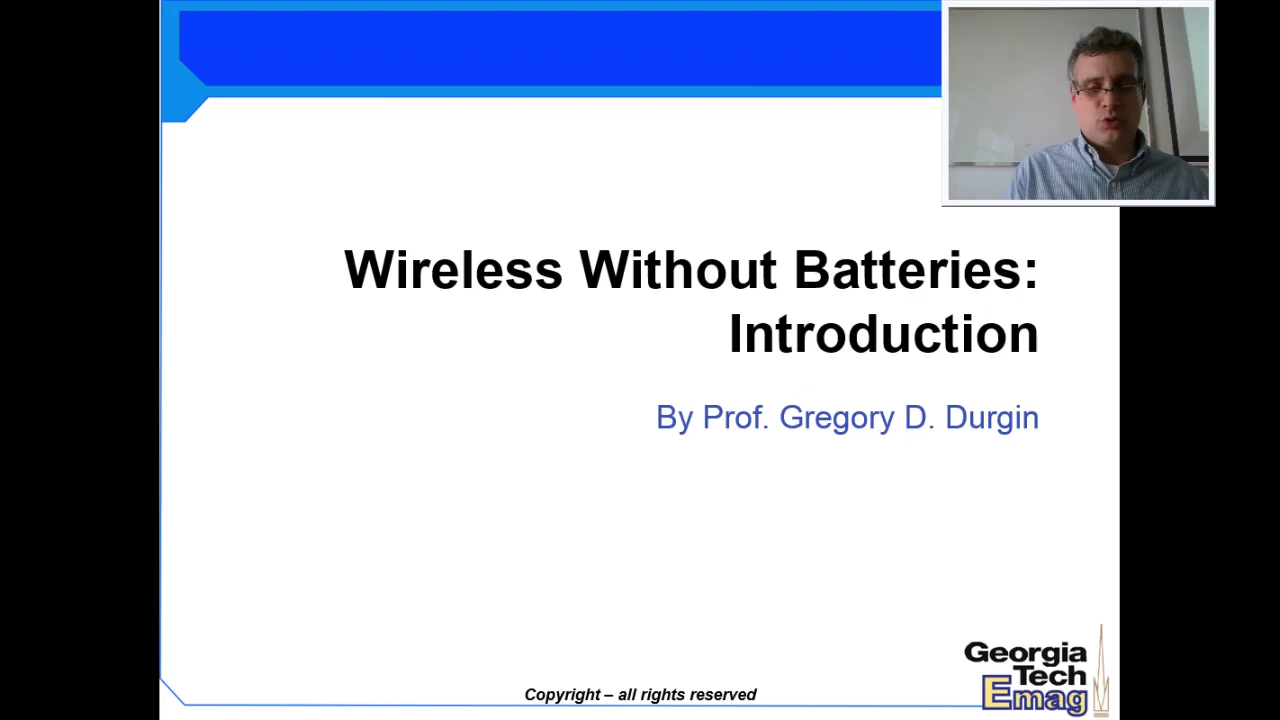 Wireless Without Batteries:
Introduction
By Prof. Gregory D. Durgin
Copyright – all rights reserved
Georgia
Tech
Emag